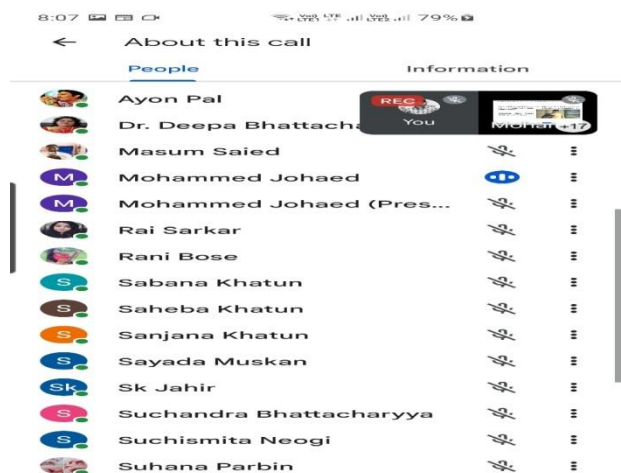 8:07 79%
About this call
People Information
Ayon Pal
REC
You
+17
Dr. Deepa Bhattach
Masum Saied
M Mohammed Johaed
M Mohammed Johaed (Pres...
Rai Sarkar
Rani Bose
S Sabana Khatun
S Saheba Khatun
S Sanjana Khatun
S Sayada Muskan
Sk Sk Jahir
S Suchandra Bhattacharyya
S Suchismita Neogi
Suhana Parbin